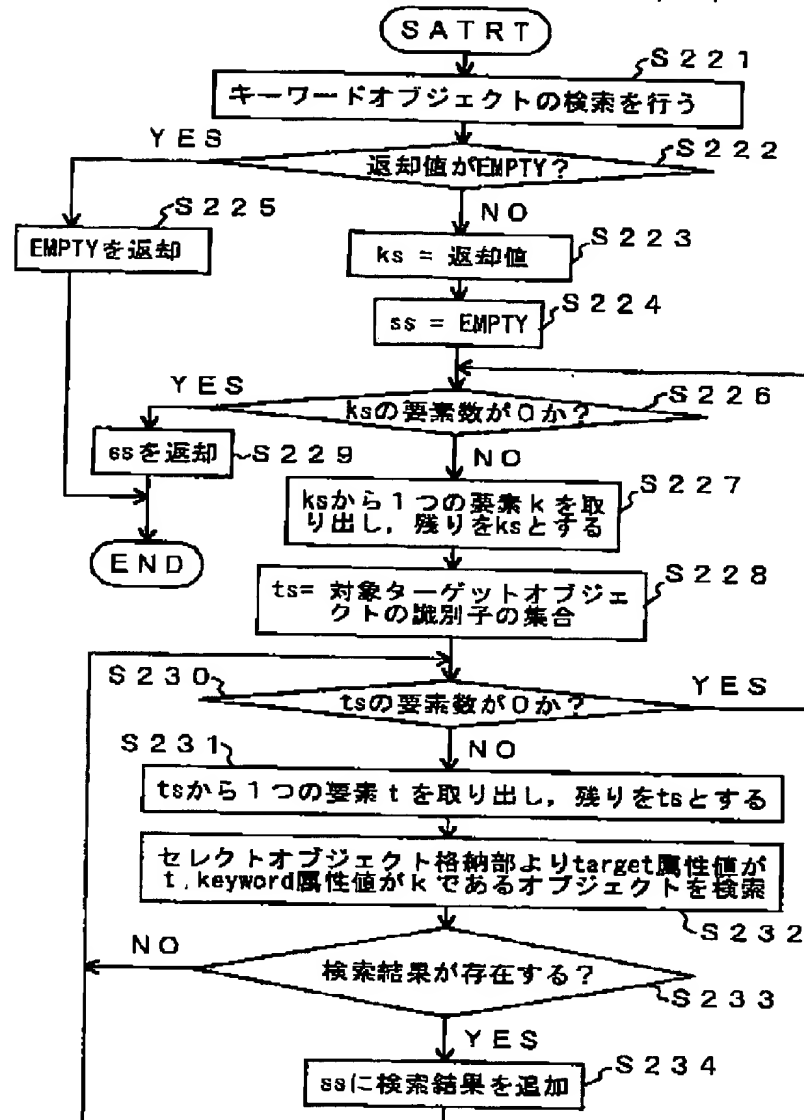 SATRT
S221
キーワードオブジェクトの検索を行う
YES
返却値がEMPTY?
S222
NO
S225
EMPTYを返却
ks = 返却値
S223
ss = EMPTY
S224
YES
ksの要素数が0か?
S226
ssを返却
S229
NO
ksから1つの要素kを取
り出し,残りをksとする
S227
END
ts= 対象ターゲットオブジェ
クトの識別子の集合
S228
S230
tsの要素数が0か?
YES
S231
NO
tsから1つの要素tを取り出し,残りをtsとする
セレクトオブジェクト格納部よりtarget属性値が
t,keyword属性値がkであるオブジェクトを検索
S232
NO
検索結果が存在する?
S233
YES
ssに検索結果を追加
S234